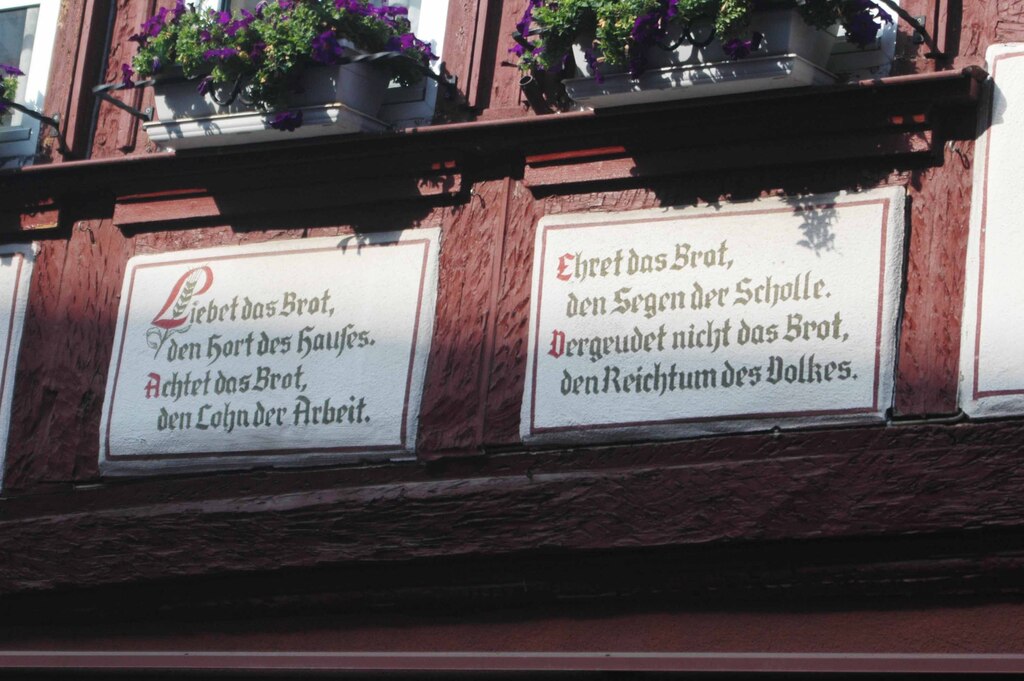 Liebet das Brot,
den Hort des Hauses.
Achtet das Brot,
den Lohn der Arbeit.
Ehret das Brot,
den Segen der Scholle.
Vergeudet nicht das Brot,
den Reichtum des Volkes.